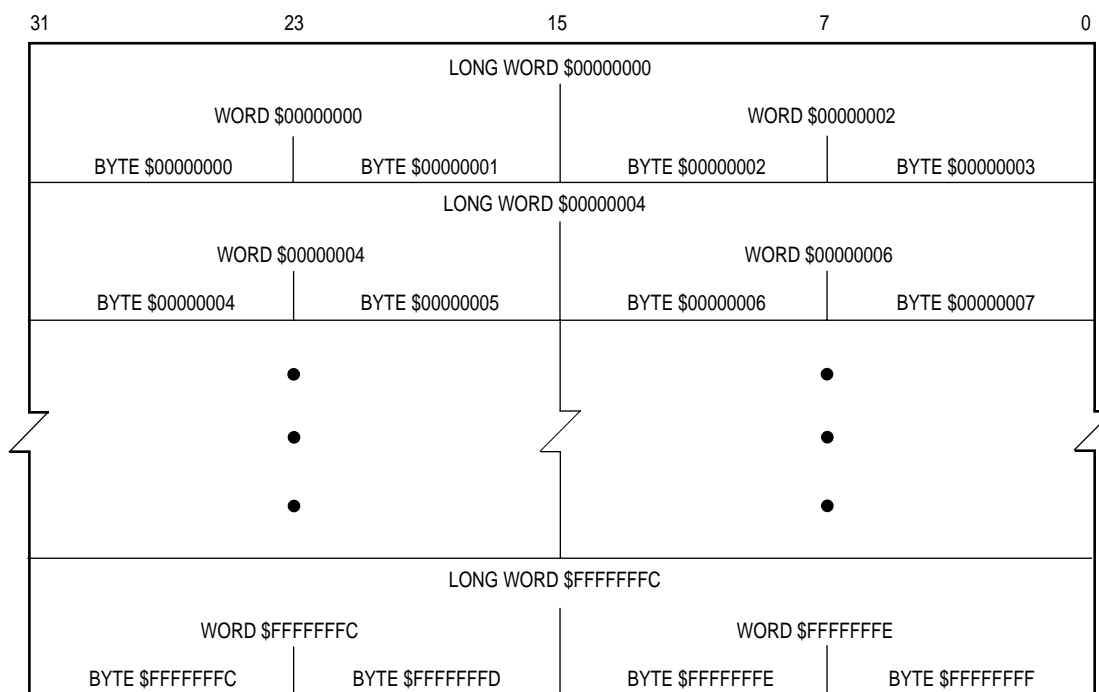 31 23 15 7 0
LONG WORD $00000000
WORD $00000000 WORD $00000002
BYTE $00000000 BYTE $00000001 BYTE $00000002 BYTE $00000003
LONG WORD $00000004
WORD $00000004 WORD $00000006
BYTE $00000004 BYTE $00000005 BYTE $00000006 BYTE $00000007
LONG WORD $FFFFFFFC
WORD $FFFFFFFC WORD $FFFFFFFE
BYTE $FFFFFFFC BYTE $FFFFFFFD BYTE $FFFFFFFE BYTE $FFFFFFFF